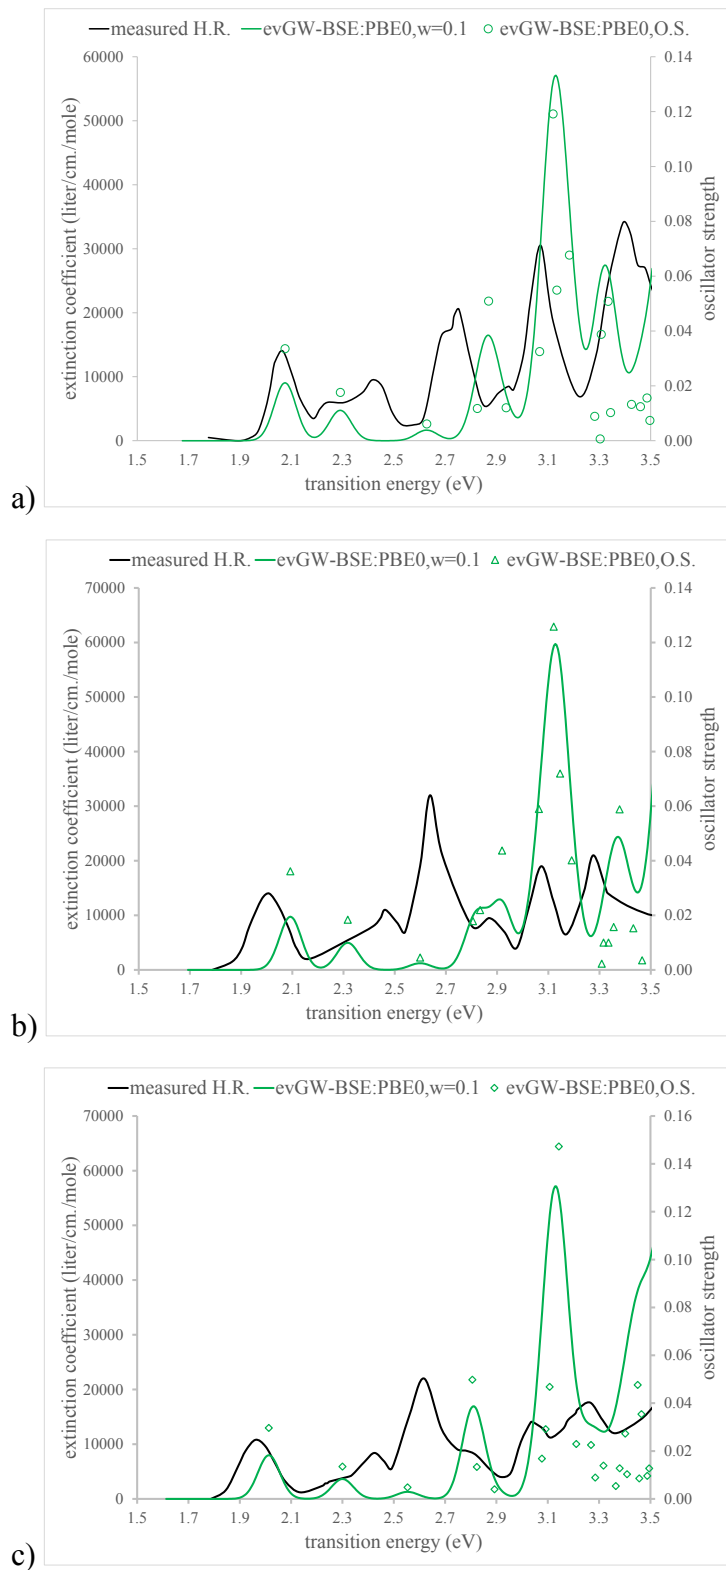 measured H.R. evGW-BSE:PBE0,w=0.1 evGW-BSE:PBE0,O.S.
60000 0.14
50000 0.12
40000 0.10
30000 0.08
20000 0.06
10000 0.04
0 0.02
0.00
extinction coefficient (liter/cm./mole)
oscillator strength
1.5 1.7 1.9 2.1 2.3 2.5 2.7 2.9 3.1 3.3 3.5
transition energy (eV)
a)
measured H.R. evGW-BSE:PBE0,w=0.1 evGW-BSE:PBE0,O.S.
70000 0.14
60000 0.12
50000 0.10
40000 0.08
30000 0.06
20000 0.04
10000 0.02
0 0.00
extinction coefficient (liter/cm./mole)
oscillator strength
1.5 1.7 1.9 2.1 2.3 2.5 2.7 2.9 3.1 3.3 3.5
transition energy (eV)
b)
measured H.R. evGW-BSE:PBE0,w=0.1 evGW-BSE:PBE0,O.S.
70000 0.16
60000 0.14
50000 0.12
40000 0.10
30000 0.08
20000 0.06
10000 0.04
0 0.02
0.00
extinction coefficient (liter/cm./mole)
oscillator strength
1.5 1.7 1.9 2.1 2.3 2.5 2.7 2.9 3.1 3.3 3.5
transition energy (eV)
c)